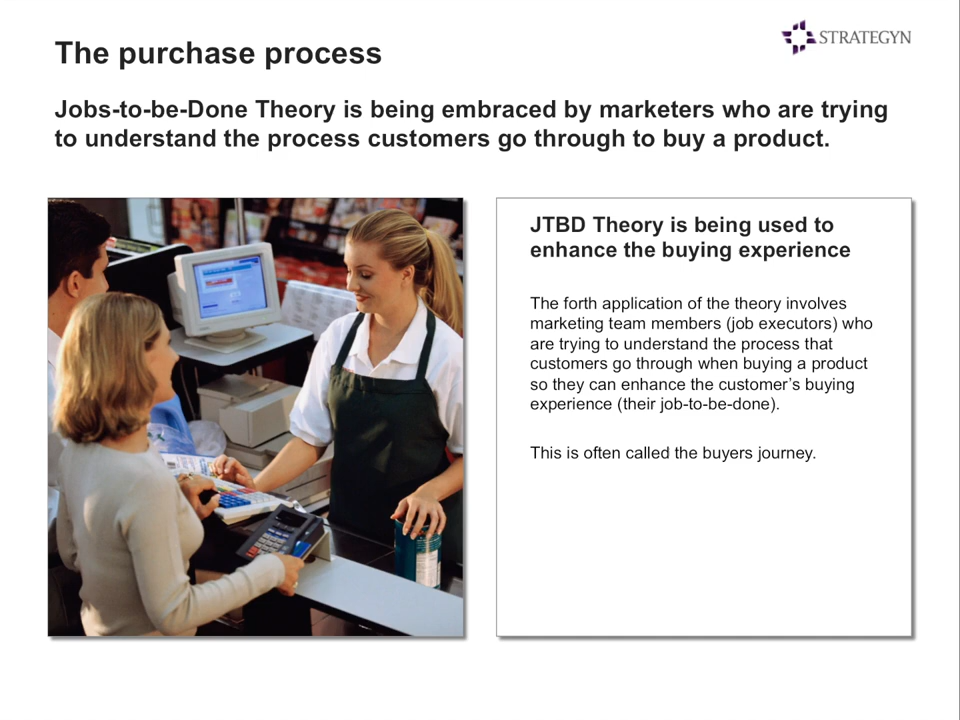 The purchase process
STRATEGYN
Jobs-to-be-Done Theory is being embraced by marketers who are trying
to understand the process customers go through to buy a product.
JTBD Theory is being used to
enhance the buying experience
The forth application of the theory involves
marketing team members (job executors) who
are trying to understand the process that
customers go through when buying a product
so they can enhance the customer’s buying
experience (their job-to-be-done).
This is often called the buyers journey.